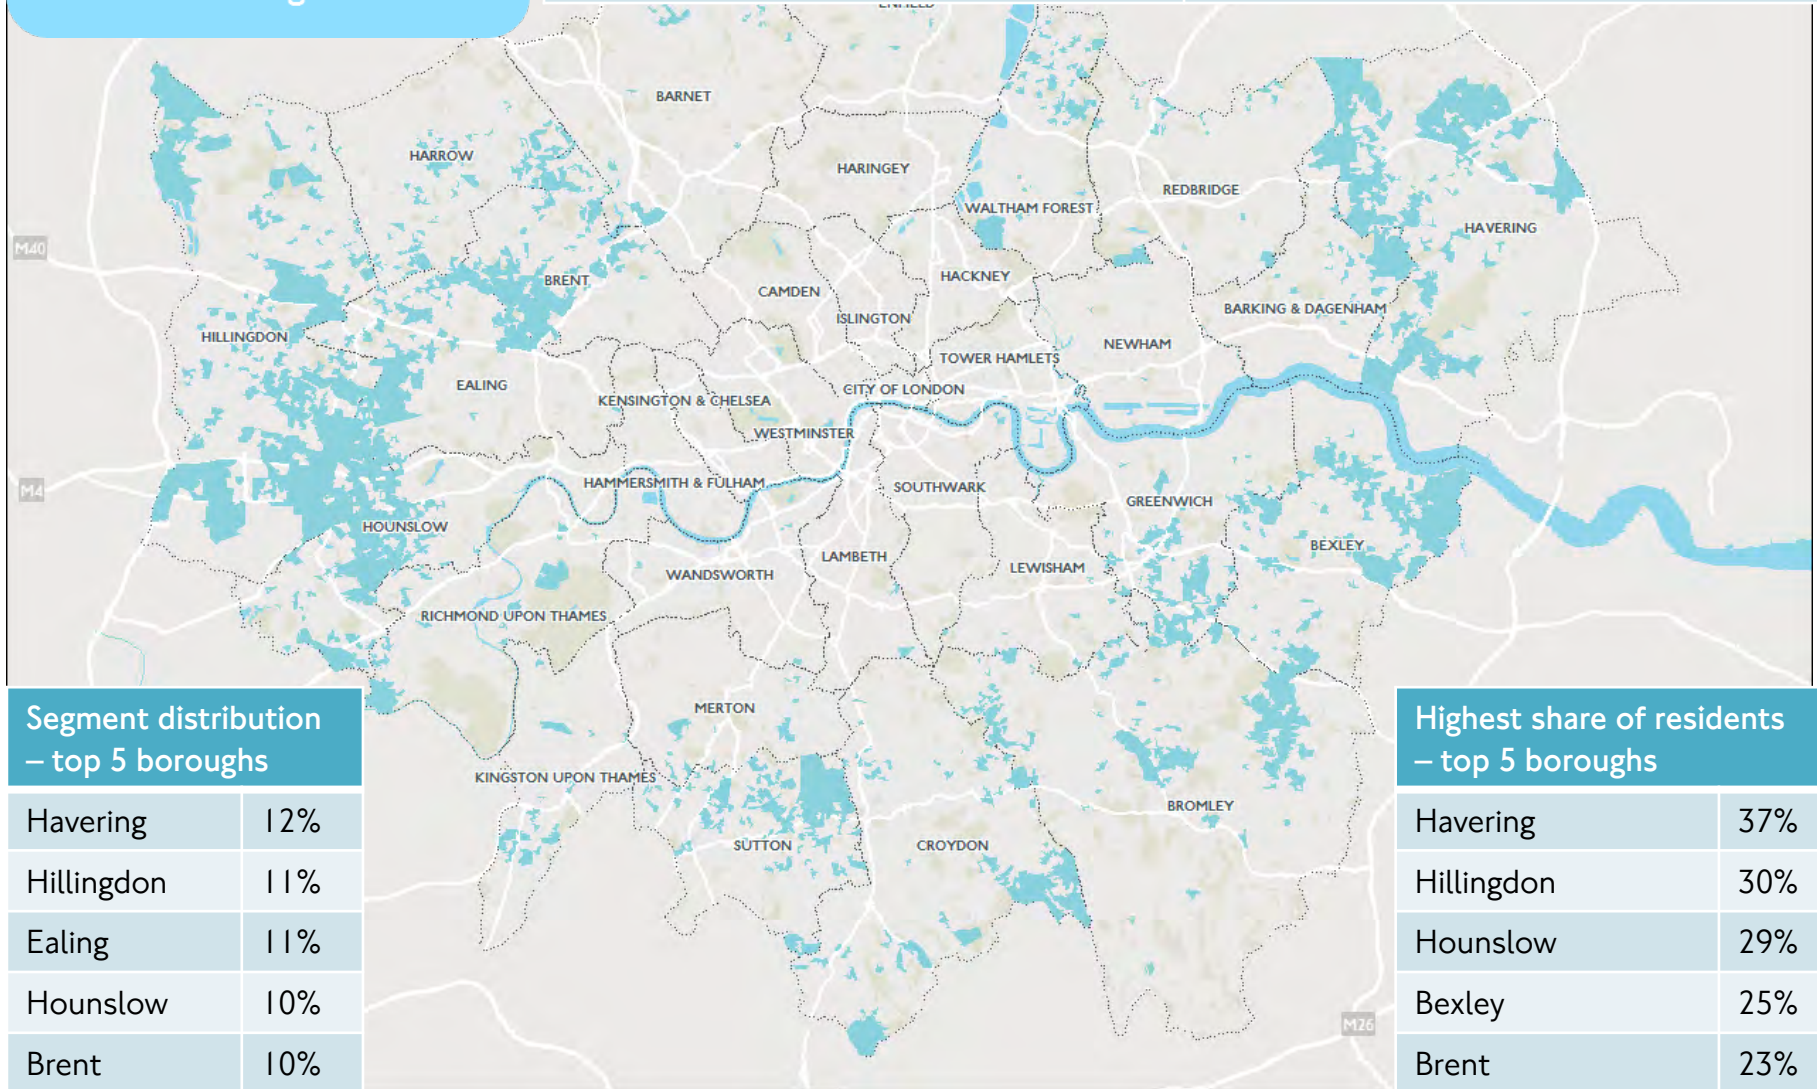 BARNET
HARROW
HARINGEY
REDBRIDGE
WALTHAM FOREST
HAVERING
M40
HACKNEY
BRENT
CAMDEN
BARKING & DAGENHAM
ISLINGTON
HILLINGDON
NEWHAM
TOWER HAMLETS
EALING
CITY OF LONDON
KENSINGTON & CHELSEA
WESTMINSTER
HAMMERSMITH & FULHAM
M4
SOUTHWARK
GREENWICH
HOUNSLOW
BEXLEY
LAMBETH
LEWISHAM
WANDSWORTH
RICHMOND UPON THAMES
MERTON
KINGSTON UPON THAMES
BROMLEY
SUTTON
CROYDON
M26
Segment distribution
– top 5 boroughs
Havering 12%
Hillingdon 11%
Ealing 11%
Hounslow 10%
Brent 10%
Highest share of residents
– top 5 boroughs
Havering 37%
Hillingdon 30%
Hounslow 29%
Bexley 25%
Brent 23%